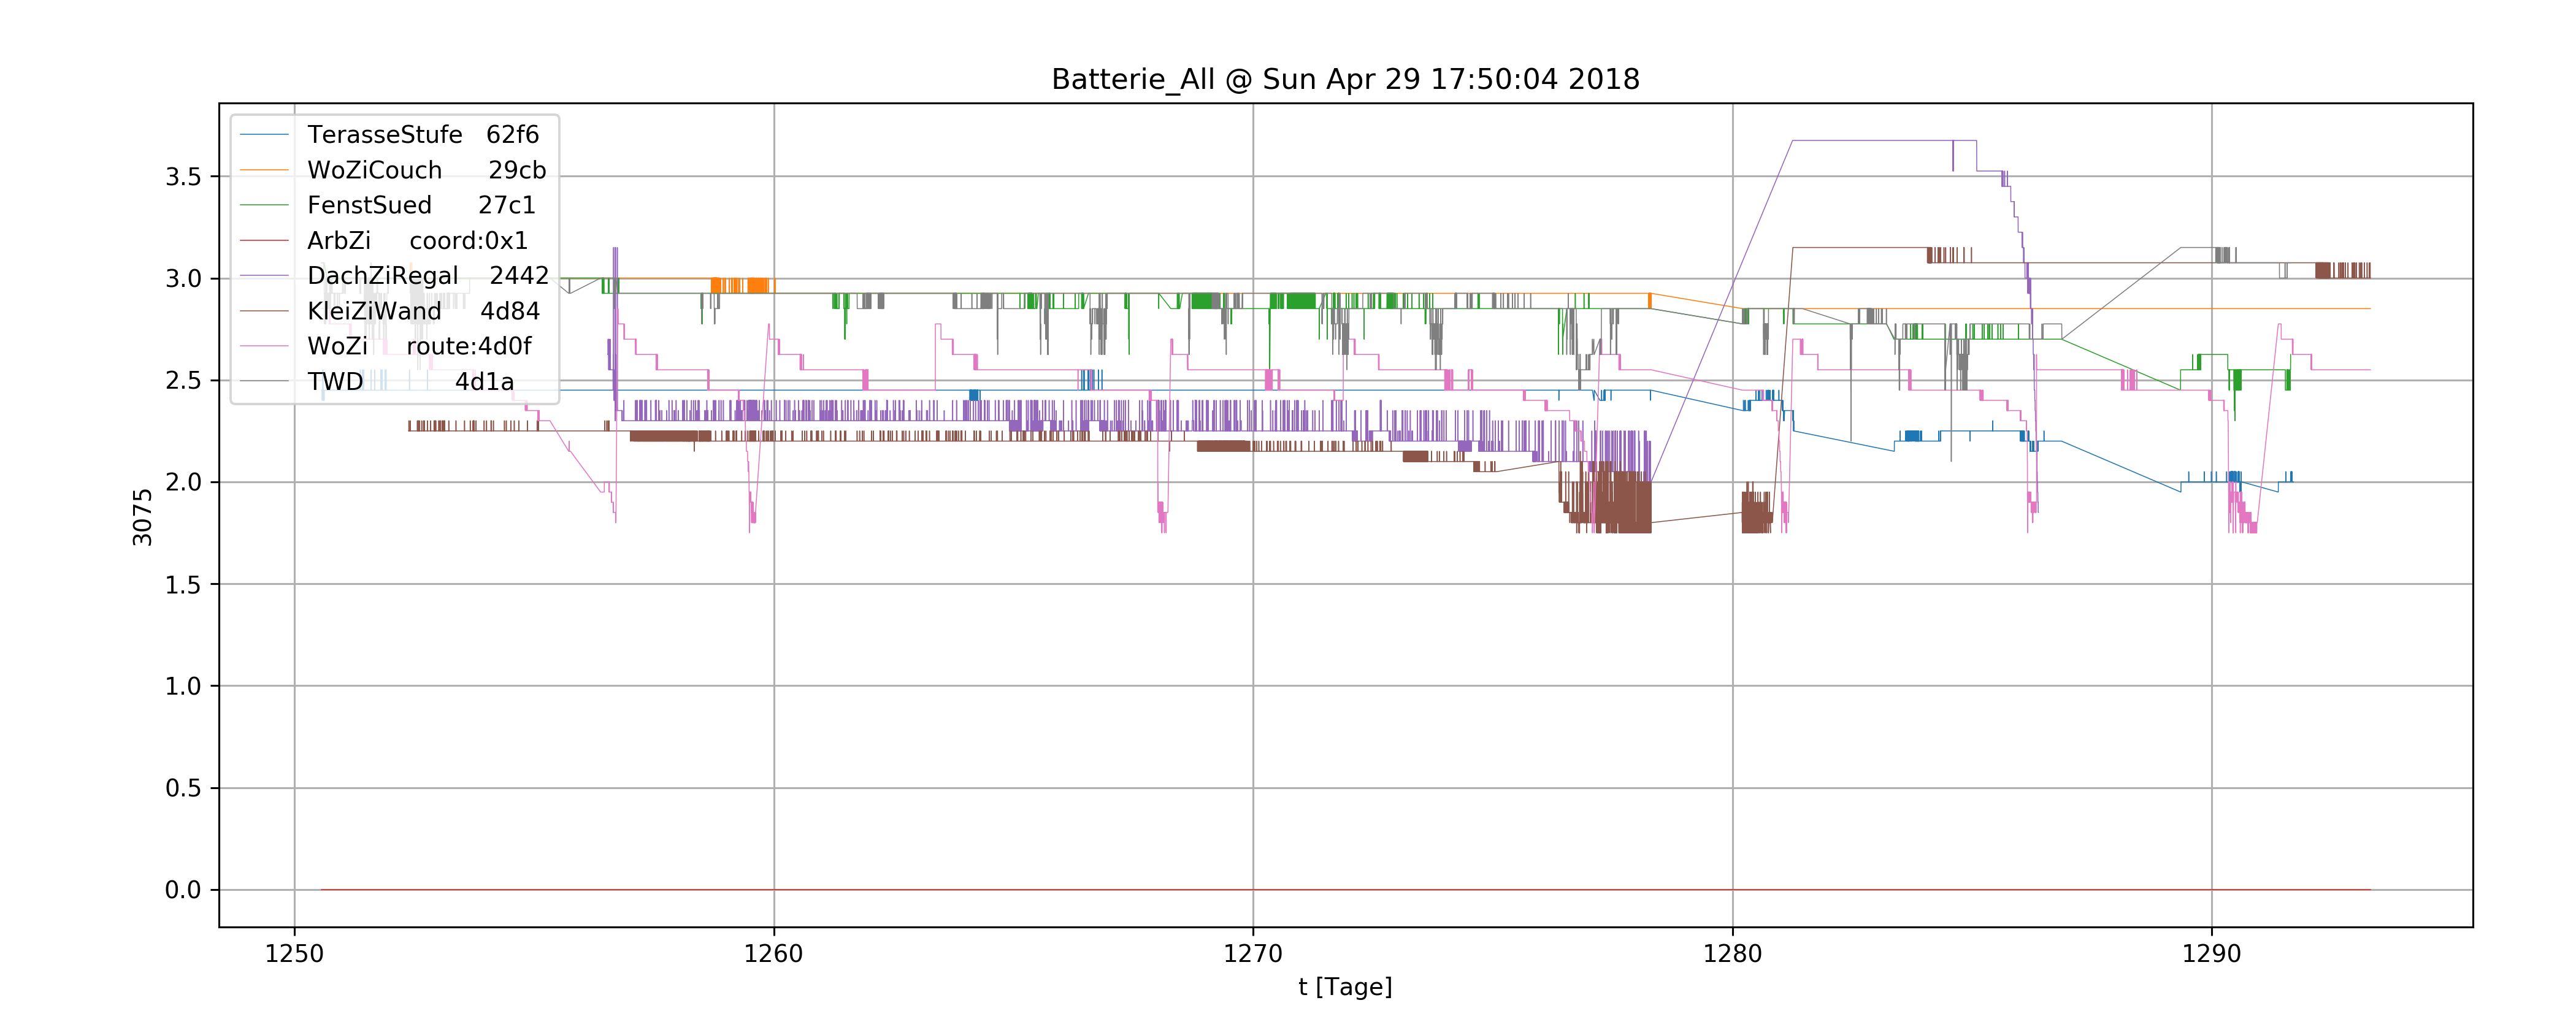 Batterie_All @ Sun Apr 29 17:50:04 2018
TerasseStufe 62f6
WoZiCouch 29cb
FenstSued 27c1
ArbZi coord:0x1
DachZiRegal 2442
KleiZiWand 4d84
WoZi route:4d0f
TWD 4d1a
3.5
3.0
2.5
2.0
1.5
1.0
0.5
0.0
3075
1250 1260 1270 1280 1290
t [Tage]